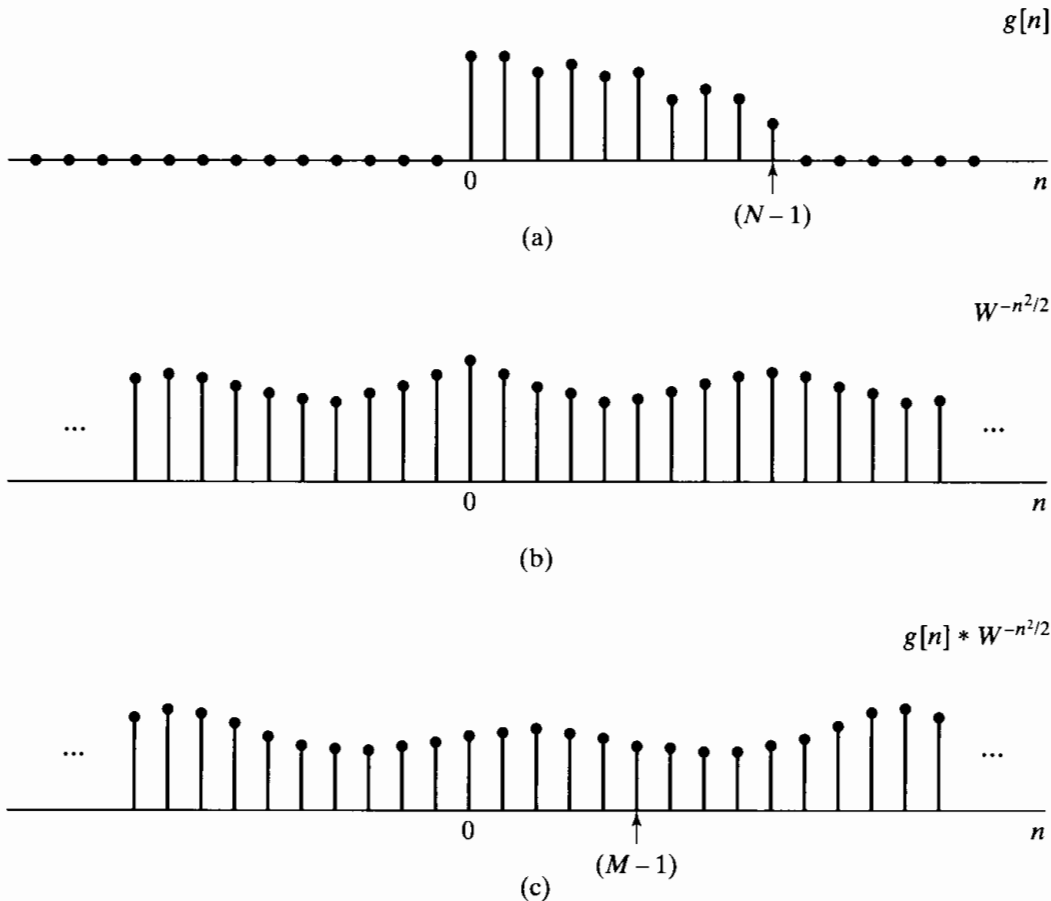 g[n]
0 n
(N – 1)
(a)
W^{−n²/2}
... ...
0 n
(b)
g[n] * W^{−n²/2}
... ...
0 n
(M – 1)
(c)